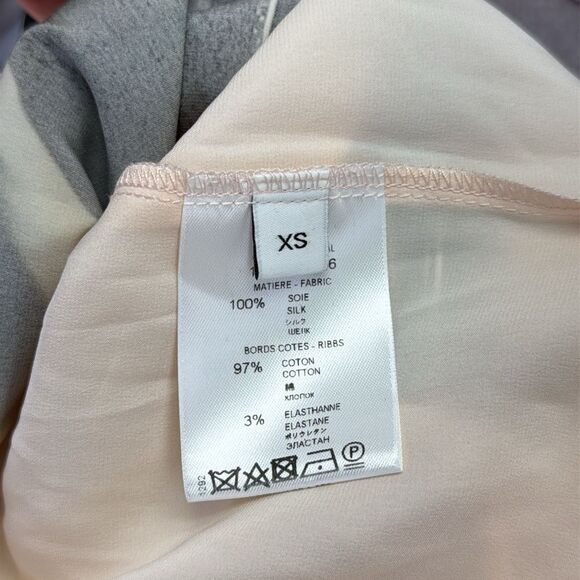 XS
MATIERE - FABRIC
100% SOIE
SILK
シルク
ШЕЛК
BORDS COTES - RIBBS
97% COTON
COTTON
綿
ХЛОПОК
3% ELASTHANNE
ELASTANE
ポリウレタン
ЭЛАСТАН
P
1292